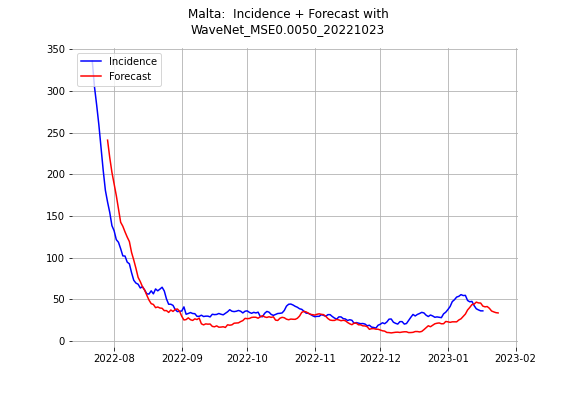 Malta:  Incidence + Forecast with
WaveNet_MSE0.0050_20221023
Incidence
Forecast
350
300
250
200
150
100
50
0
2022-08 2022-09 2022-10 2022-11 2022-12 2023-01 2023-02